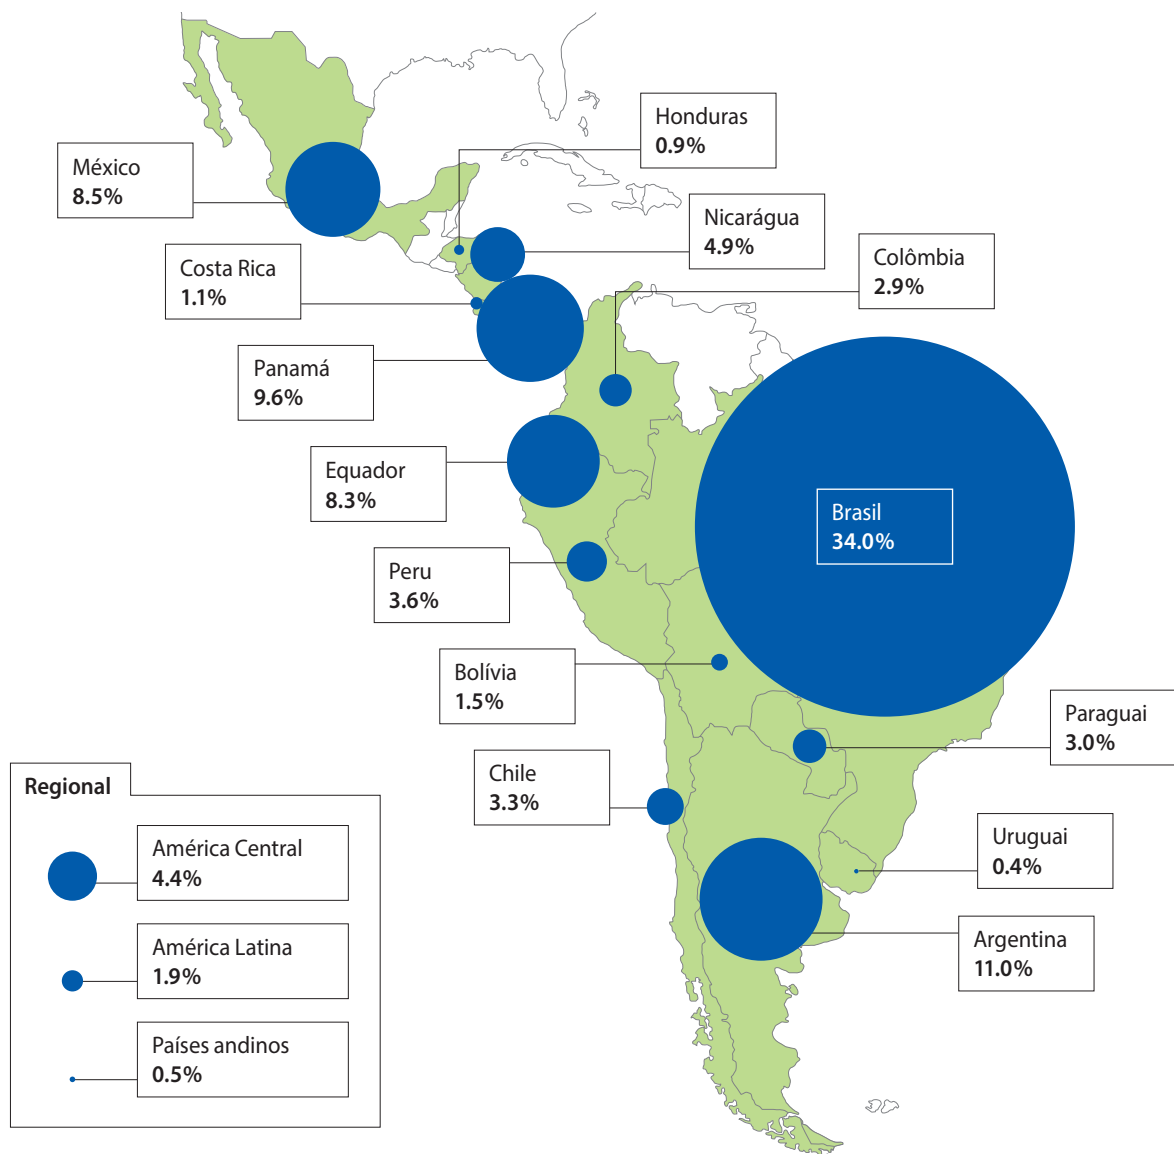 Honduras
0.9%
México
8.5%
Nicarágua
4.9%
Colômbia
2.9%
Costa Rica
1.1%
Panamá
9.6%
Equador
8.3%
Brasil
34.0%
Peru
3.6%
Bolívia
1.5%
Paraguai
3.0%
Chile
3.3%
Uruguai
0.4%
Argentina
11.0%
Regional
América Central
4.4%
América Latina
1.9%
Países andinos
0.5%